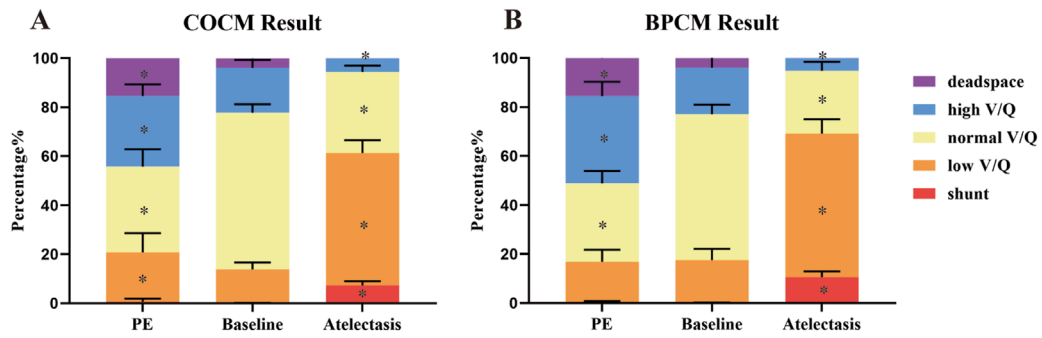 A
COCM Result
Percentage%
100
80
60
40
20
0
*
*
*
*
*
*
*
*
PE
Baseline
Atelectasis
B
BPCM Result
Percentage%
100
80
60
40
20
0
*
*
*
*
*
*
*
PE
Baseline
Atelectasis
deadspace
high V/Q
normal V/Q
low V/Q
shunt